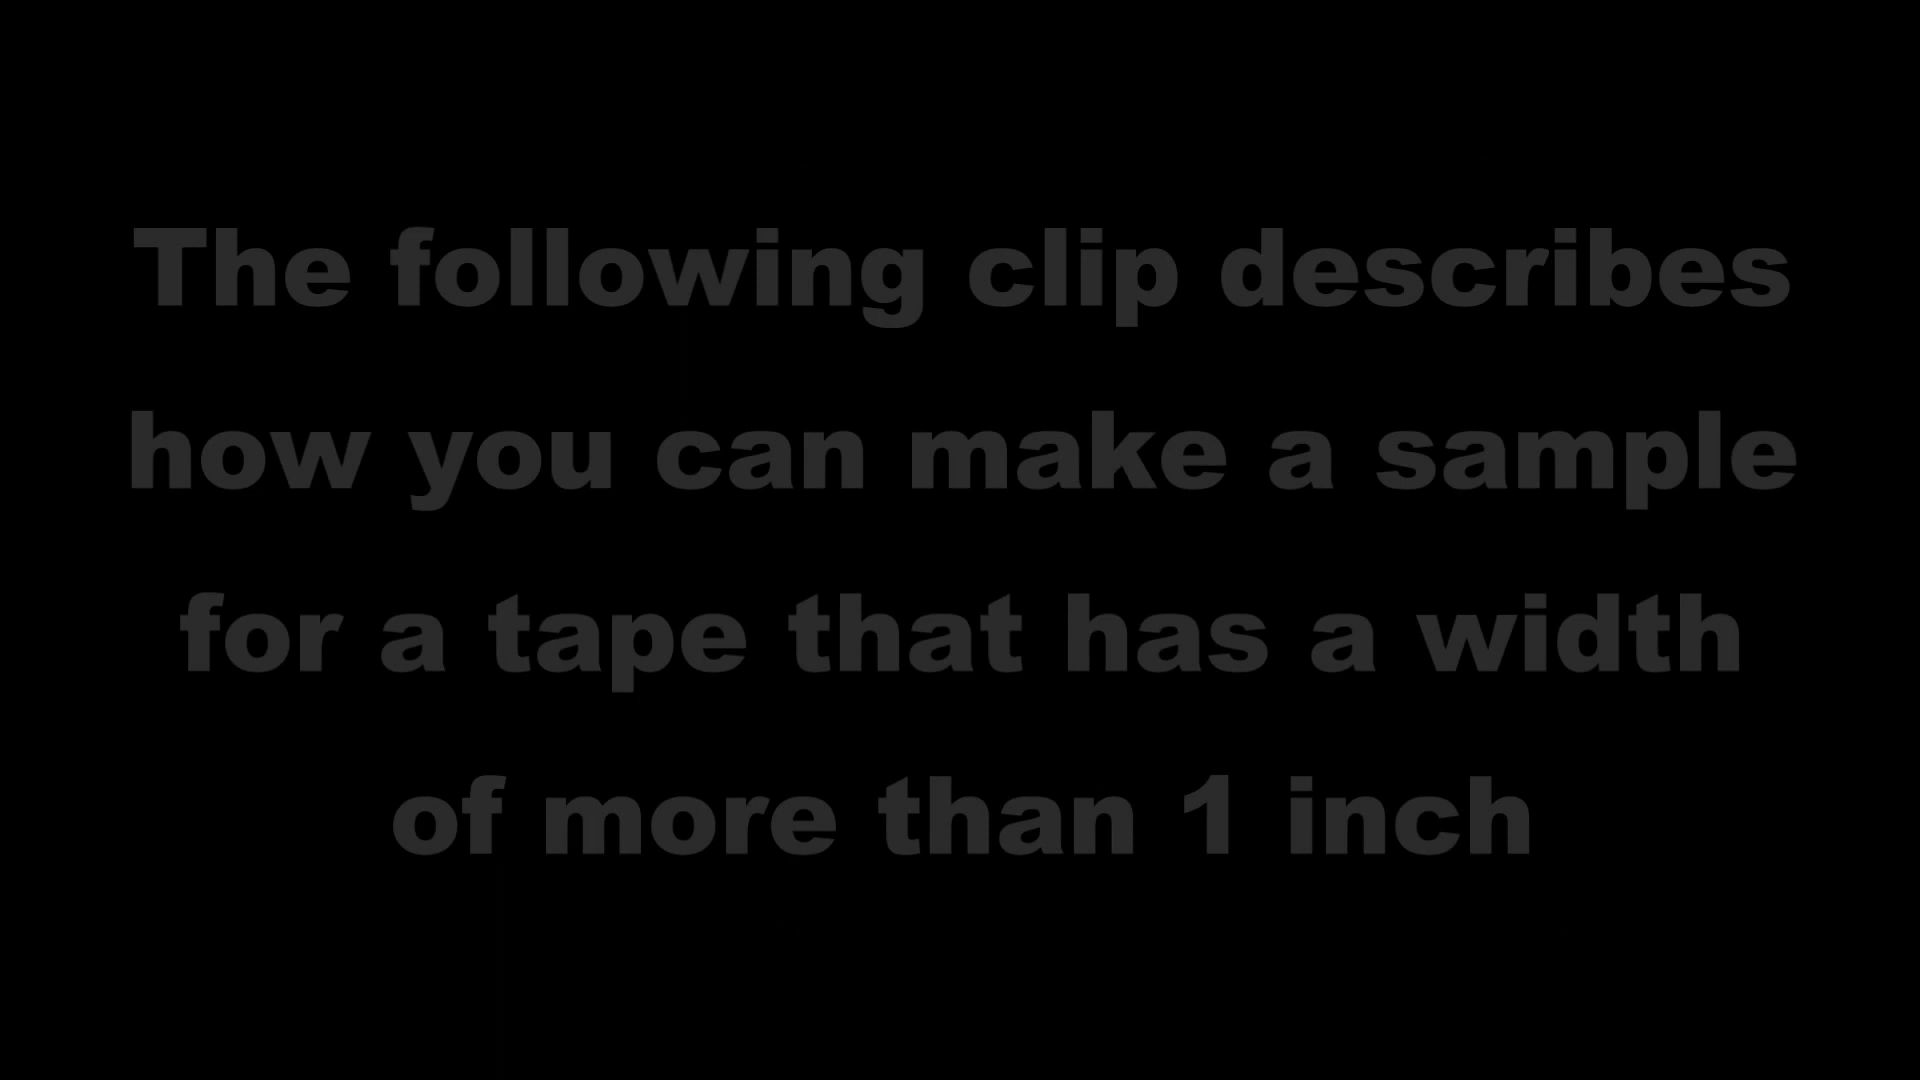 The following clip describes
how you can make a sample
for a tape that has a width
of more than 1 inch